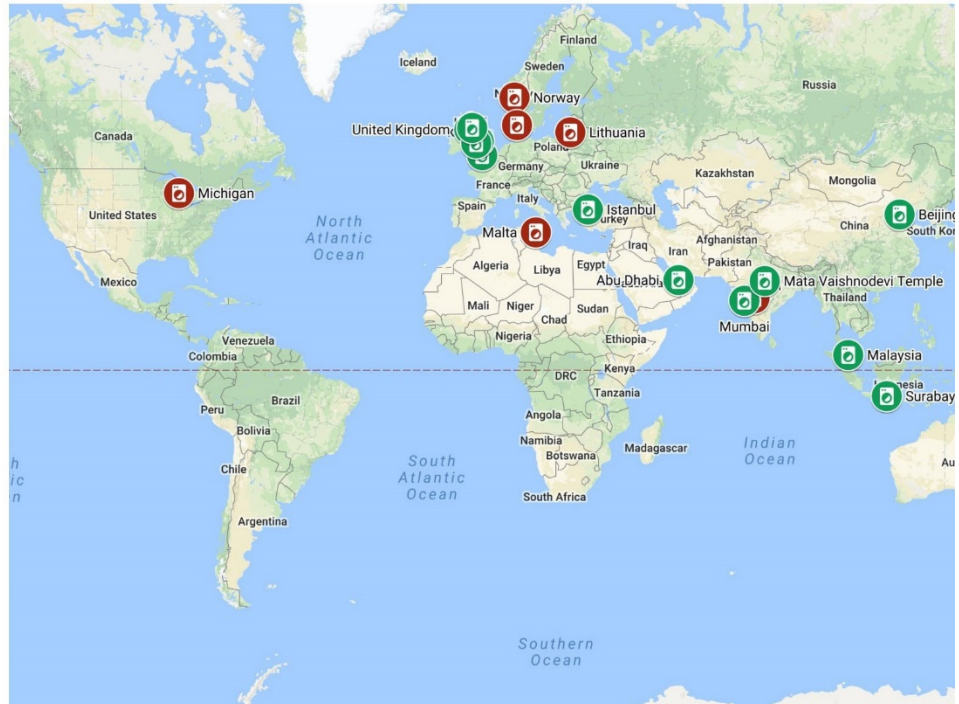 Finland
Iceland
Sweden
Russia
Norway
United Kingdom
Lithuania
Canada
Poland
Germany
Ukraine
Kazakhstan
Mongolia
France
Michigan
Italy
Istanbul
Beijing
United States
Spain
North
Atlantic
Ocean
China
South Ko
Malta
Iraq
Iran
Afghanistan
Pakistan
Algeria
Libya
Egypt
Abu Dhabi
Mata Vaishnodevi Temple
Mexico
Mali
Niger
Sudan
Thailand
Chad
Mumbai
Nigeria
Ethiopia
Venezuela
Malaysia
Colombia
DRC
Kenya
Tanzania
Surabay
Peru
Brazil
Angola
Bolivia
Namibia
Botswana
Madagascar
Indian
Ocean
South
Atlantic
Ocean
Chile
Au
South Africa
Argentina
Southern
Ocean